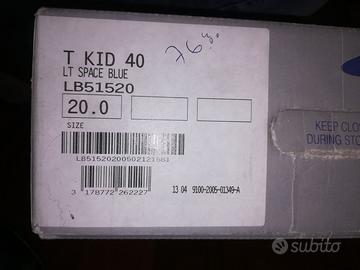 T KID 40
LT SPACE BLUE
LB51520
20.0
SIZE
3 178772 262227
13 04 9100-2005-01349-A
KEEP CLO
DURING STO
subito